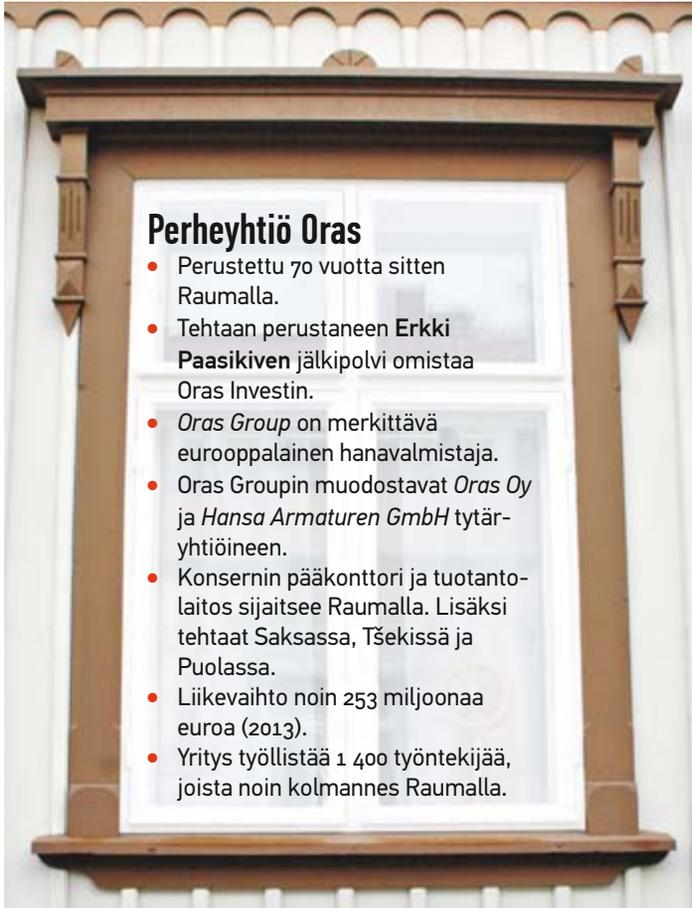 Perheyhtiö Oras
• Perustettu 70 vuotta sitten
Raumalla.
• Tehtaan perustaneen Erkki
Paasikiven jälkipolvi omistaa
Oras Investin.
• Oras Group on merkittävä
eurooppalainen hanavalmistaja.
• Oras Groupin muodostavat Oras Oy
ja Hansa Armaturen GmbH tytär-
yhtiöineen.
• Konsernin pääkonttori ja tuotanto-
laitos sijaitsee Raumalla. Lisäksi
tehtaat Saksassa, Tšekissä ja
Puolassa.
• Liikevaihto noin 253 miljoonaa
euroa (2013).
• Yritys työllistää 1 400 työntekijää,
joista noin kolmannes Raumalla.